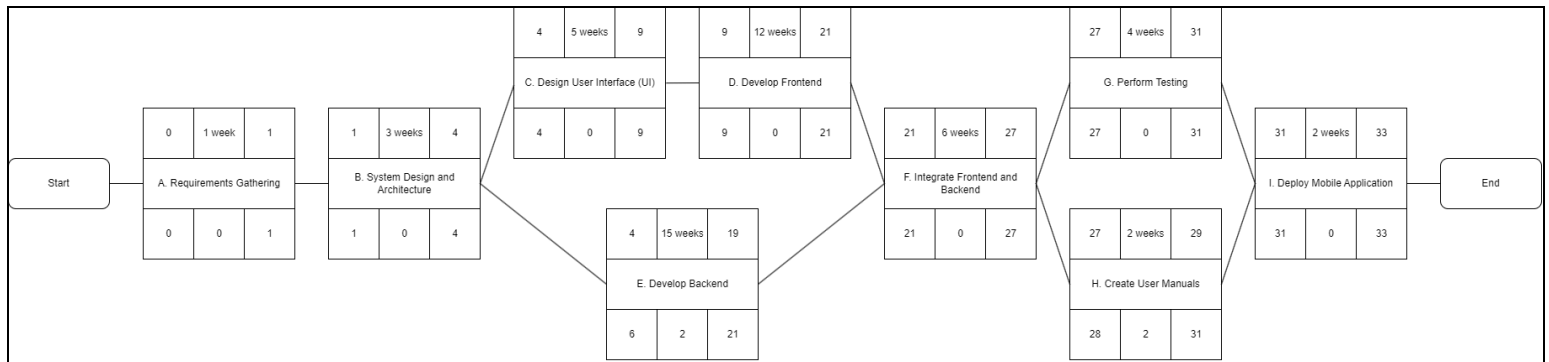 4 5 weeks 9
C. Design User Interface (UI)
4 0 9
9 12 weeks 21
D. Develop Frontend
9 0 21
27 4 weeks 31
G. Perform Testing
27 0 31
Start
0 1 week 1
A. Requirements Gathering
0 0 1
1 3 weeks 4
B. System Design and
Architecture
1 0 4
21 6 weeks 27
F. Integrate Frontend and
Backend
21 0 27
31 2 weeks 33
I. Deploy Mobile Application
31 0 33
End
4 15 weeks 19
E. Develop Backend
6 2 21
27 2 weeks 29
H. Create User Manuals
28 2 31